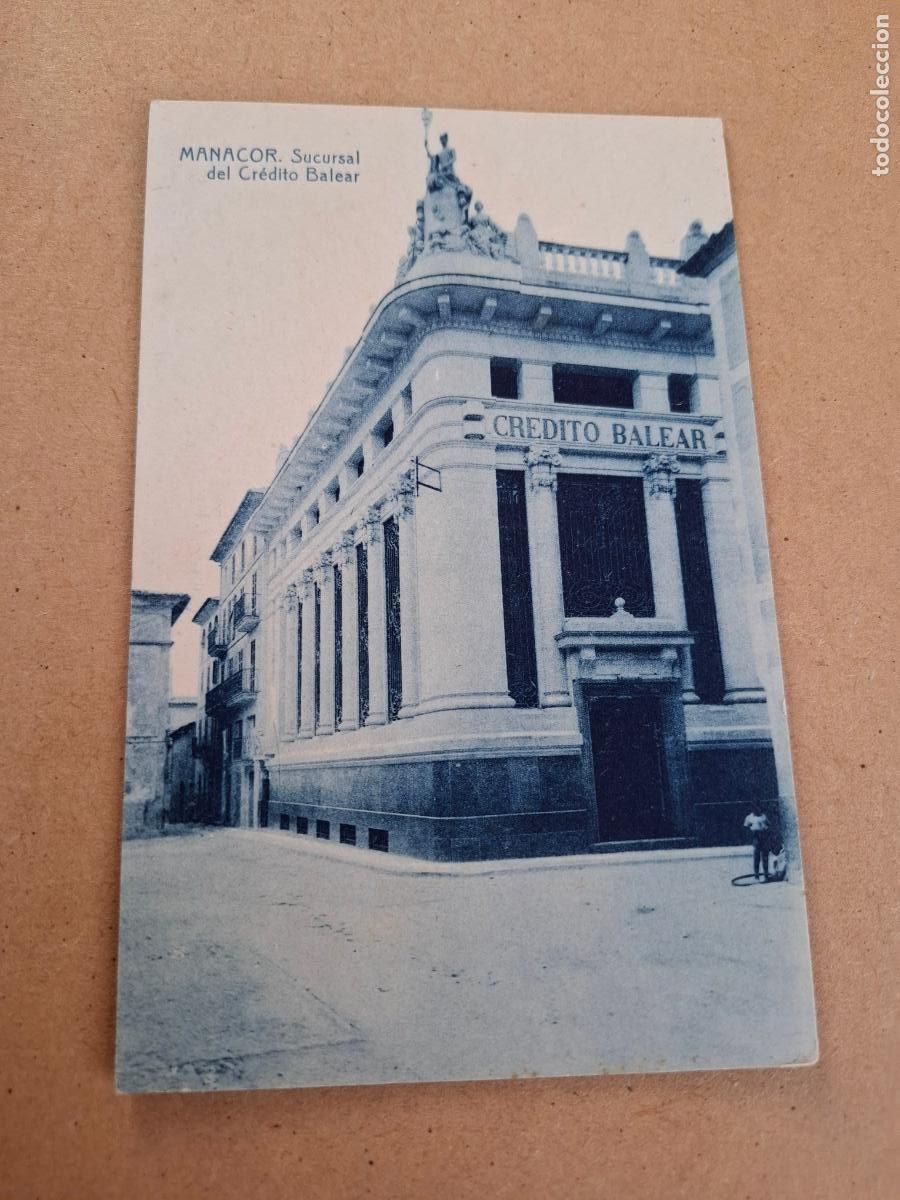 MANACOR. Sucursal
del Crédito Balear
CREDITO BALEAR
todocoleccion